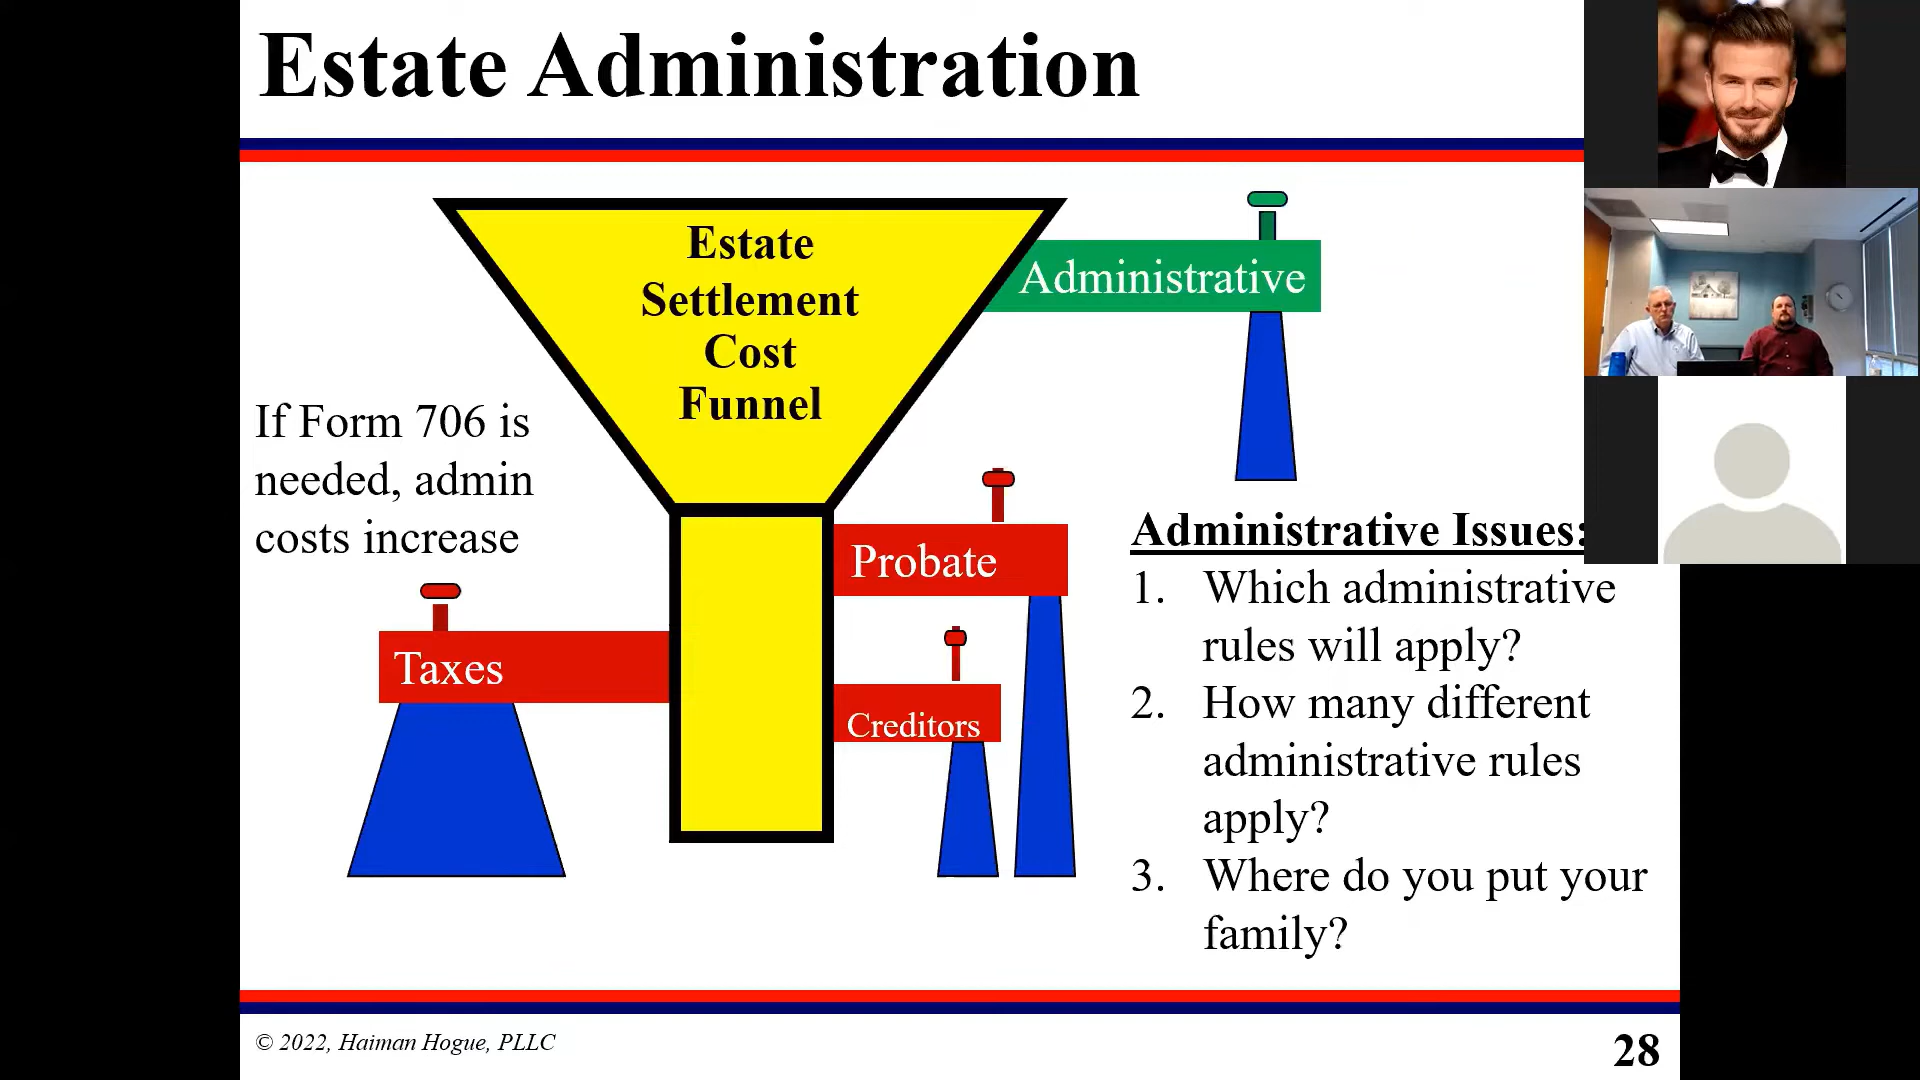 Estate Administration
Estate
Settlement
Cost
Funnel
Administrative
If Form 706 is
needed, admin
costs increase
Probate
Taxes
Creditors
Administrative Issues:
1. Which administrative
rules will apply?
2. How many different
administrative rules
apply?
3. Where do you put your
family?
© 2022, Haiman Hogue, PLLC
28